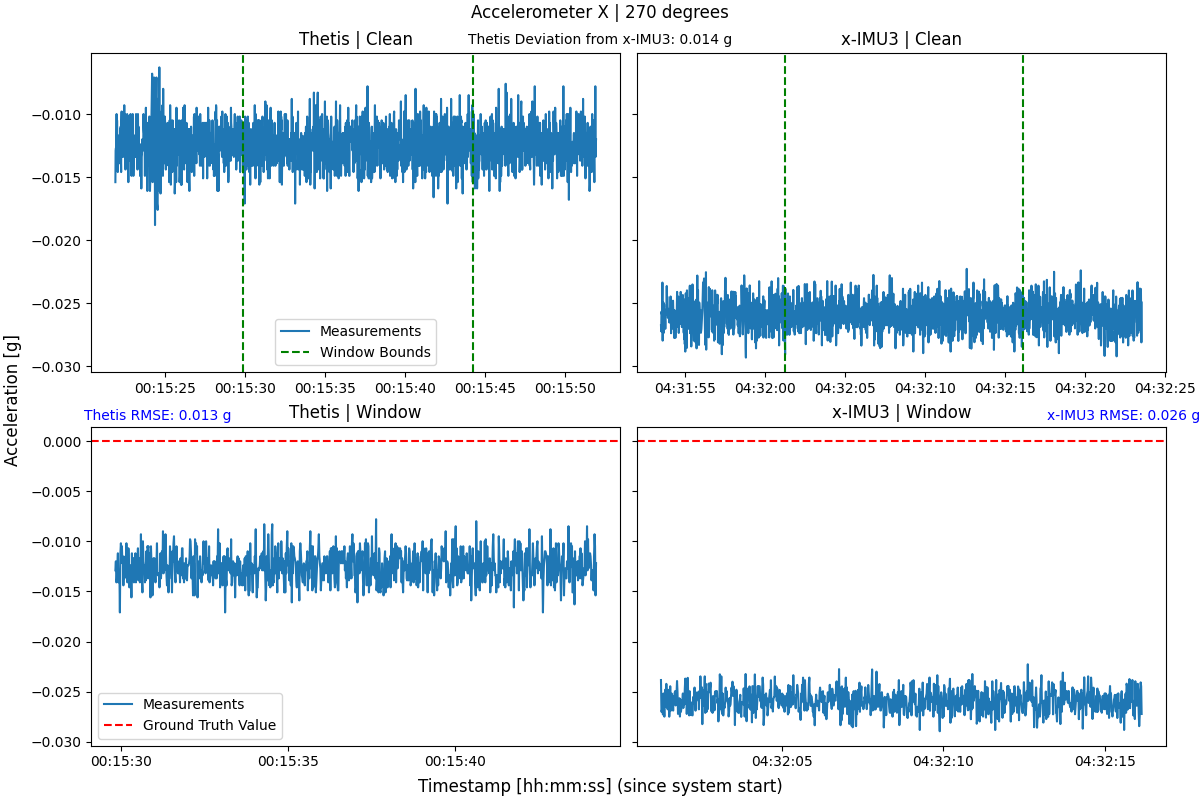 Accelerometer X | 270 degrees
Thetis | Clean
Thetis Deviation from x-IMU3: 0.014 g
x-IMU3 | Clean
−0.010
−0.015
−0.020
−0.025
−0.030
Measurements
Window Bounds
00:15:25 00:15:30 00:15:35 00:15:40 00:15:45 00:15:50
04:31:55 04:32:00 04:32:05 04:32:10 04:32:15 04:32:20 04:32:25
Acceleration [g]
Thetis RMSE: 0.013 g
Thetis | Window
x-IMU3 | Window
x-IMU3 RMSE: 0.026 g
0.000
−0.005
−0.010
−0.015
−0.020
−0.025
−0.030
Measurements
Ground Truth Value
00:15:30 00:15:35 00:15:40
04:32:05 04:32:10 04:32:15
Timestamp [hh:mm:ss] (since system start)